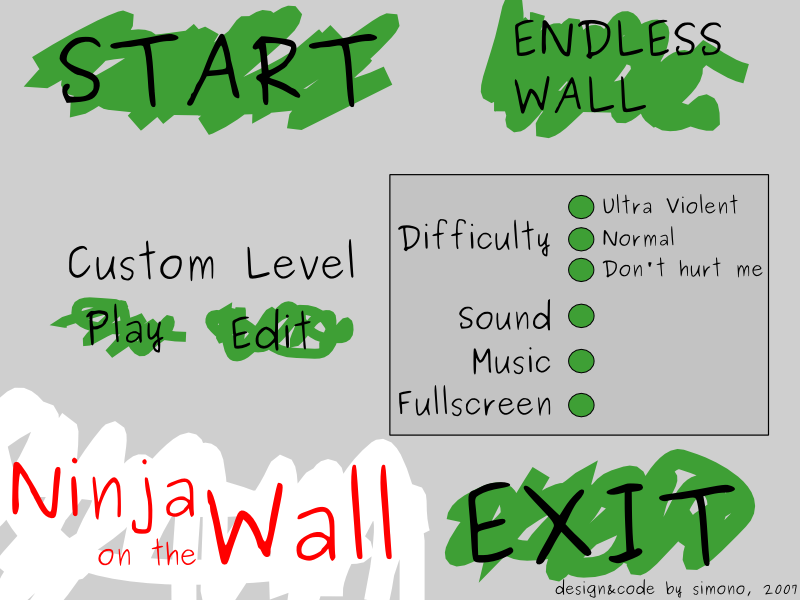 START
ENDLESS
WALL
Custom Level
Play
Edit
Difficulty
Ultra Violent
Normal
Don't hurt me
Sound
Music
Fullscreen
Ninja
on the
Wall
EXIT
design&code by simono, 2007